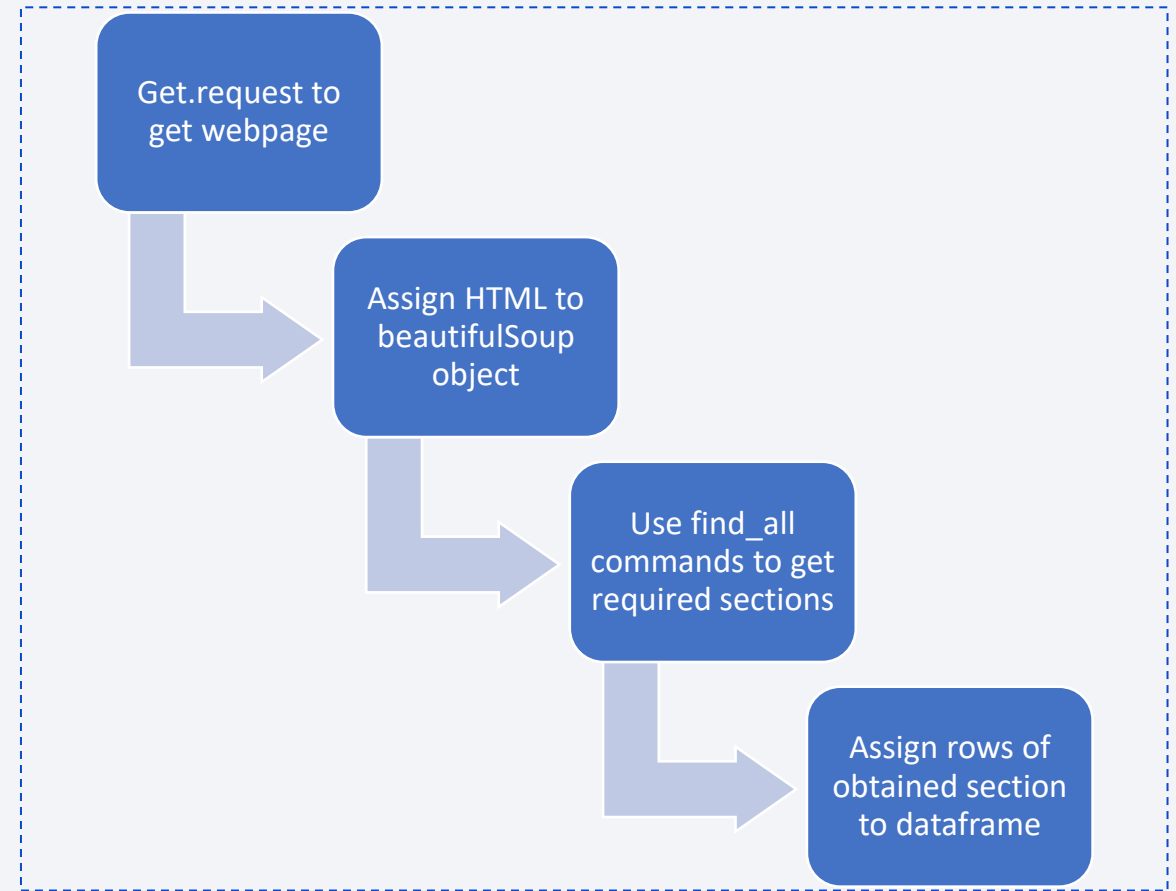 Get.request to
get webpage
Assign HTML to
beautifulSoup
object
Use find_all
commands to get
required sections
Assign rows of
obtained section
to dataframe